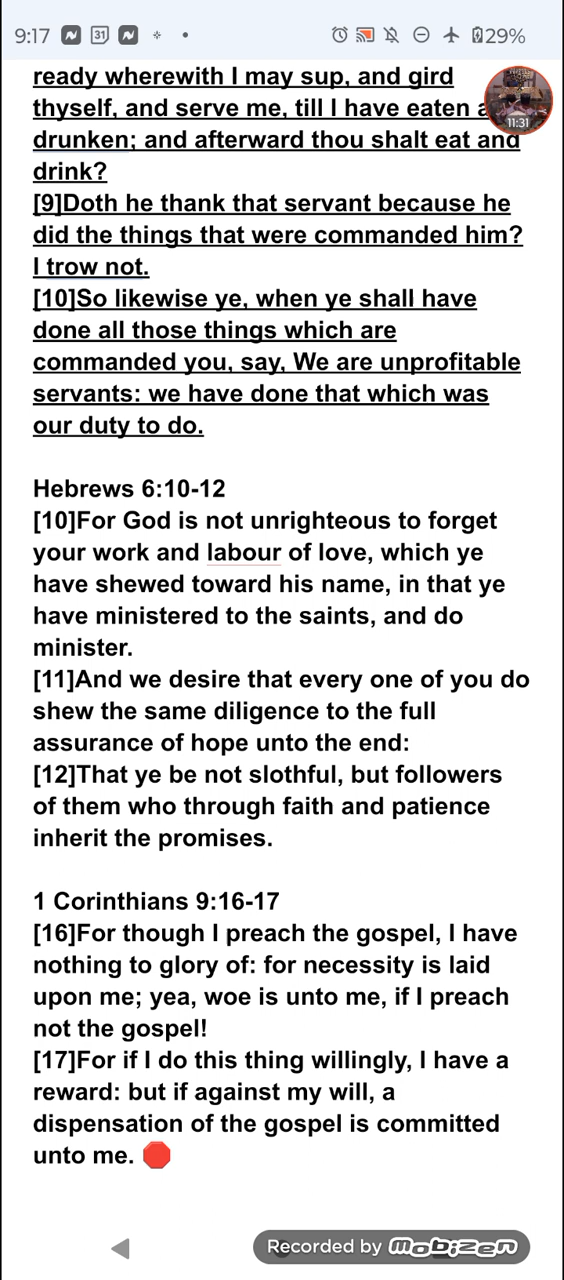 9:17
31
29%
11:31
ready wherewith I may sup, and gird
thyself, and serve me, till I have eaten a
drunken; and afterward thou shalt eat and
drink?
[9]Doth he thank that servant because he
did the things that were commanded him?
I trow not.
[10]So likewise ye, when ye shall have
done all those things which are
commanded you, say, We are unprofitable
servants: we have done that which was
our duty to do.
Hebrews 6:10-12
[10]For God is not unrighteous to forget
your work and labour of love, which ye
have shewed toward his name, in that ye
have ministered to the saints, and do
minister.
[11]And we desire that every one of you do
shew the same diligence to the full
assurance of hope unto the end:
[12]That ye be not slothful, but followers
of them who through faith and patience
inherit the promises.
1 Corinthians 9:16-17
[16]For though I preach the gospel, I have
nothing to glory of: for necessity is laid
upon me; yea, woe is unto me, if I preach
not the gospel!
[17]For if I do this thing willingly, I have a
reward: but if against my will, a
dispensation of the gospel is committed
unto me. 🛑
Recorded by mobizen